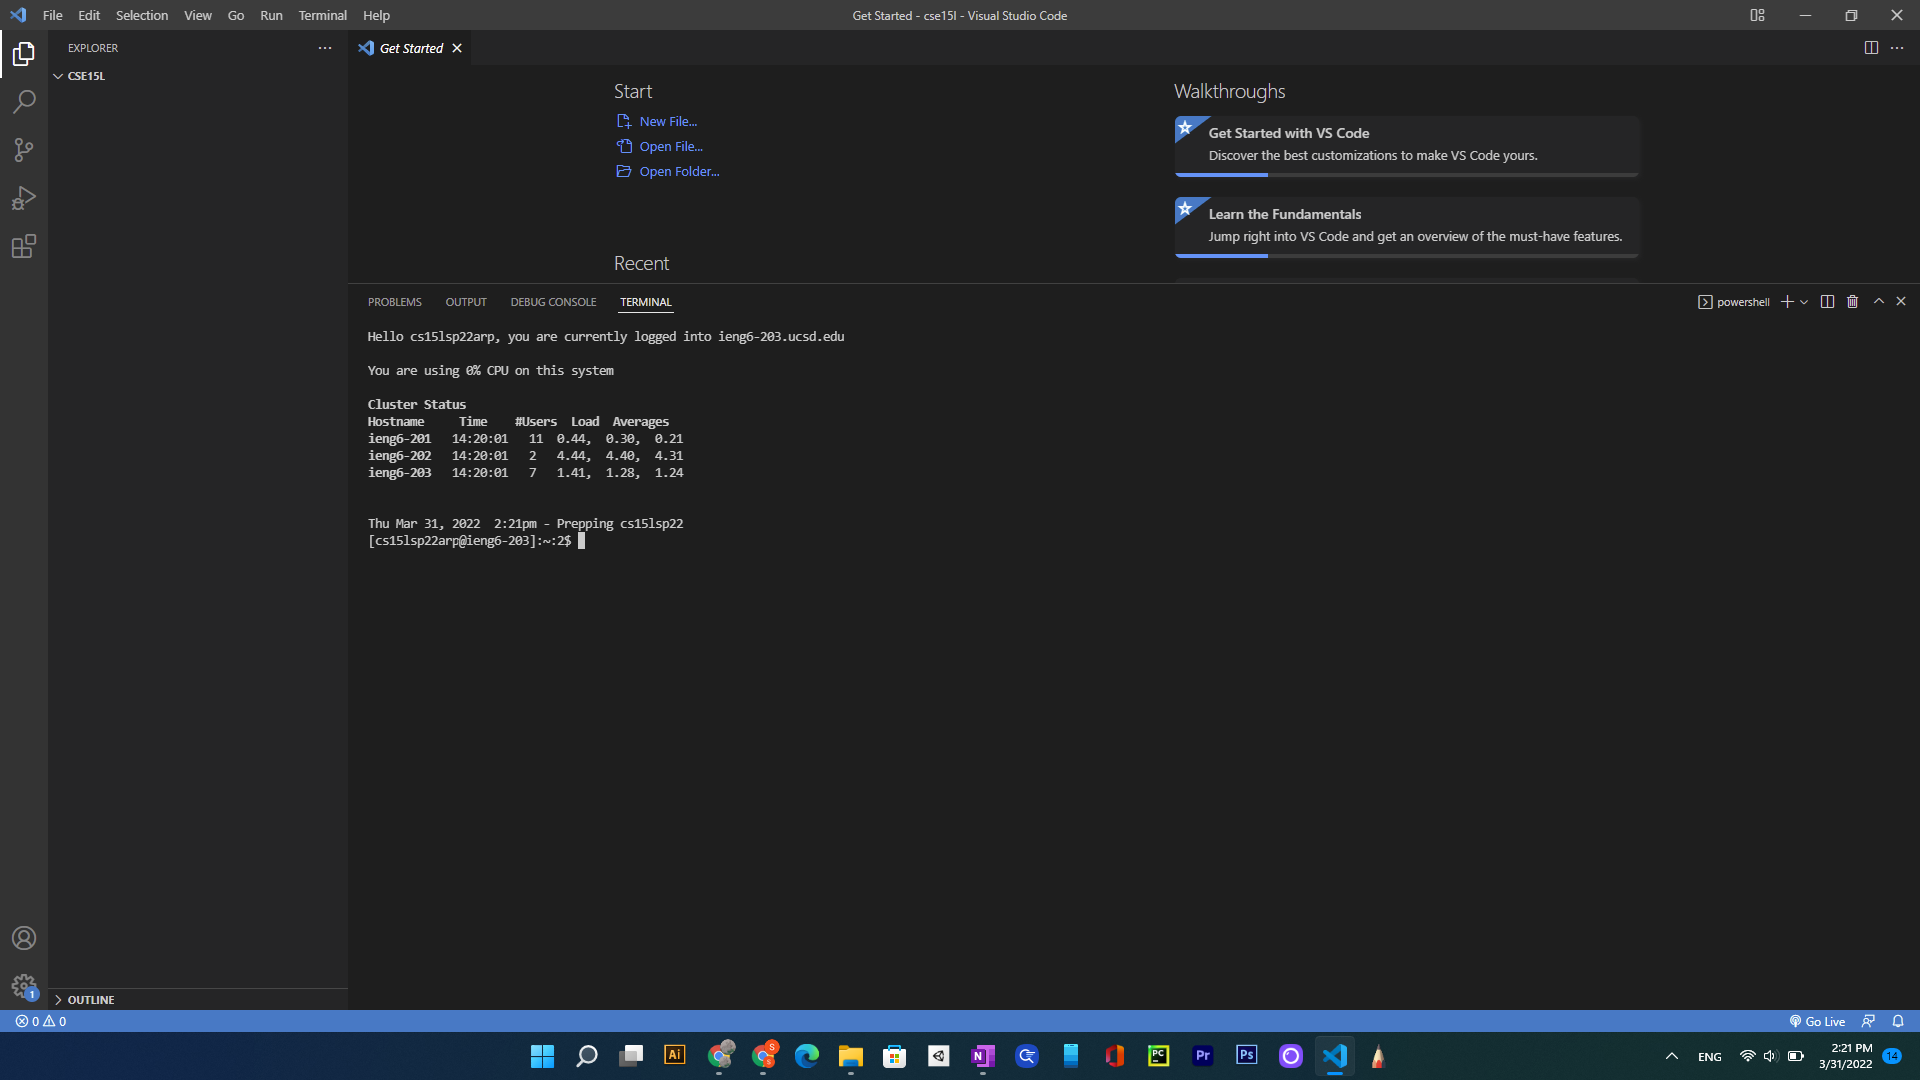 File Edit Selection View Go Run Terminal Help
Get Started - cse15l - Visual Studio Code
EXPLORER
CSE15L
OUTLINE
Get Started
Start
New File...
Open File...
Open Folder...
Recent
Walkthroughs
Get Started with VS Code
Discover the best customizations to make VS Code yours.
Learn the Fundamentals
Jump right into VS Code and get an overview of the must-have features.
PROBLEMS OUTPUT DEBUG CONSOLE TERMINAL
powershell
Hello cs15lsp22arp, you are currently logged into ieng6-203.ucsd.edu
You are using 0% CPU on this system
Cluster Status
Hostname Time #Users Load Averages
ieng6-201 14:20:01 11 0.44, 0.30, 0.21
ieng6-202 14:20:01 2 4.44, 4.40, 4.31
ieng6-203 14:20:01 7 1.41, 1.28, 1.24
Thu Mar 31, 2022 2:21pm - Prepping cs15lsp22
[cs15lsp22arp@ieng6-203]:~:2$
1
0 0
Go Live
Ai
S
N
PC
Pr
Ps
ENG
2:21 PM
3/31/2022
14